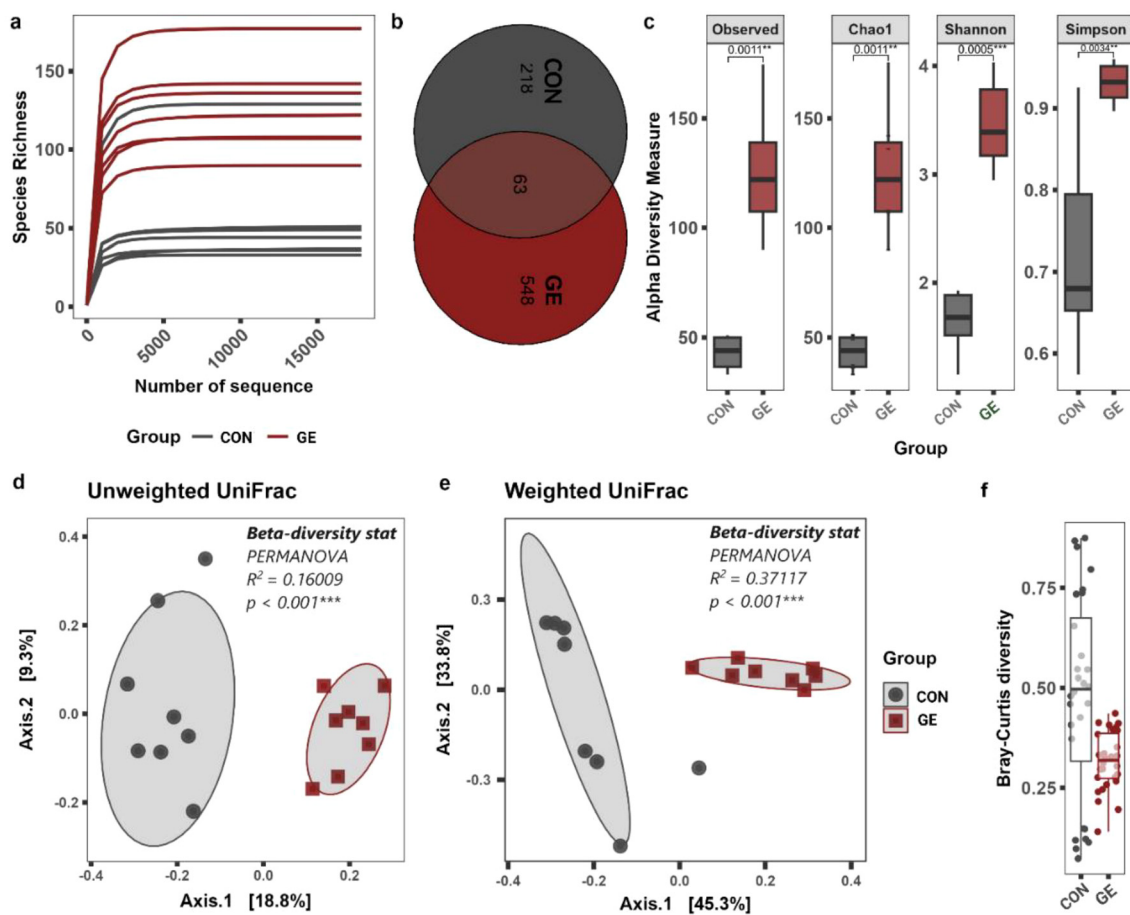 a
Species Richness
150
100
50
0
0
5000
10000
15000
Number of sequence
Group CON GE
b
CON
218
63
GE
548
c
Alpha Diversity Measure
Observed
0.0011**
150
100
50
CON
GE
Chao1
0.0011**
150
100
50
CON
GE
Shannon
0.0005***
4
3
2
CON
GE
Simpson
0.0034**
0.9
0.8
0.7
0.6
CON
GE
Group
d
Unweighted UniFrac
Beta-diversity stat
PERMANOVA
R² = 0.16009
p < 0.001***
Axis.2 [9.3%]
0.4
0.2
0.0
-0.2
-0.4
-0.2
0.0
0.2
Axis.1 [18.8%]
e
Weighted UniFrac
Beta-diversity stat
PERMANOVA
R² = 0.37117
p < 0.001***
Axis.2 [33.8%]
0.3
0.0
-0.3
-0.4
-0.2
0.0
0.2
0.4
Axis.1 [45.3%]
Group
CON
GE
f
Bray-Curtis diversity
0.75
0.50
0.25
CON
GE